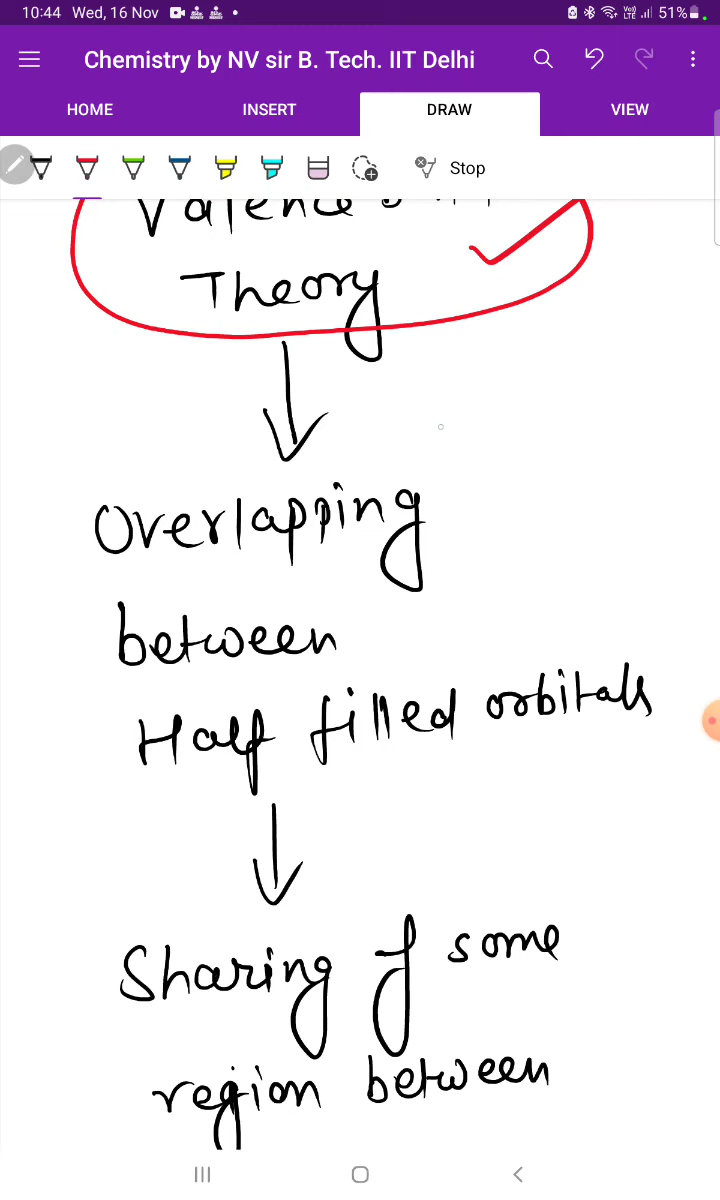 10:44 Wed, 16 Nov
51%
Chemistry by NV sir B. Tech. IIT Delhi
HOME INSERT DRAW VIEW
Stop
Valence
Theory
Overlapping
between
Half filled orbitals
Sharing of some
region between